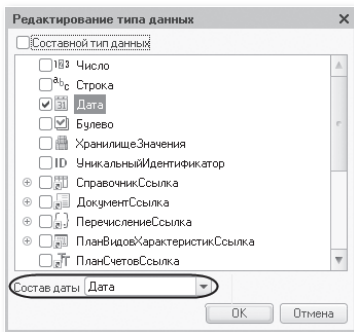 Редактирование типа данных
Составной тип данных
Число
Строка
Дата
Булево
ХранилищеЗначения
УникальныйИдентификатор
СправочникСсылка
ДокументСсылка
ПеречислениеСсылка
ПланВидовХарактеристикСсылка
ПланСчетовСсылка
Состав даты Дата
ОК Отмена